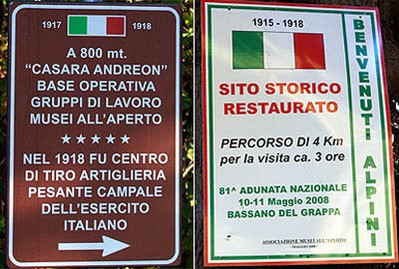 1917 1918
A 800 mt.
“CASARA ANDREON”
BASE OPERATIVA
GRUPPI DI LAVORO
MUSEI ALL'APERTO
★★★★★
NEL 1918 FU CENTRO
DI TIRO ARTIGLIERIA
PESANTE CAMPALE
DELL'ESERCITO
ITALIANO
1915 - 1918
SITO STORICO
RESTAURATO
PERCORSO DI 4 Km
per la visita ca. 3 ore
81^ ADUNATA NAZIONALE
10-11 Maggio 2008
BASSANO DEL GRAPPA
ASSOCIAZIONE MUSEI ALL'APERTO
BENVENUTI ALPINI